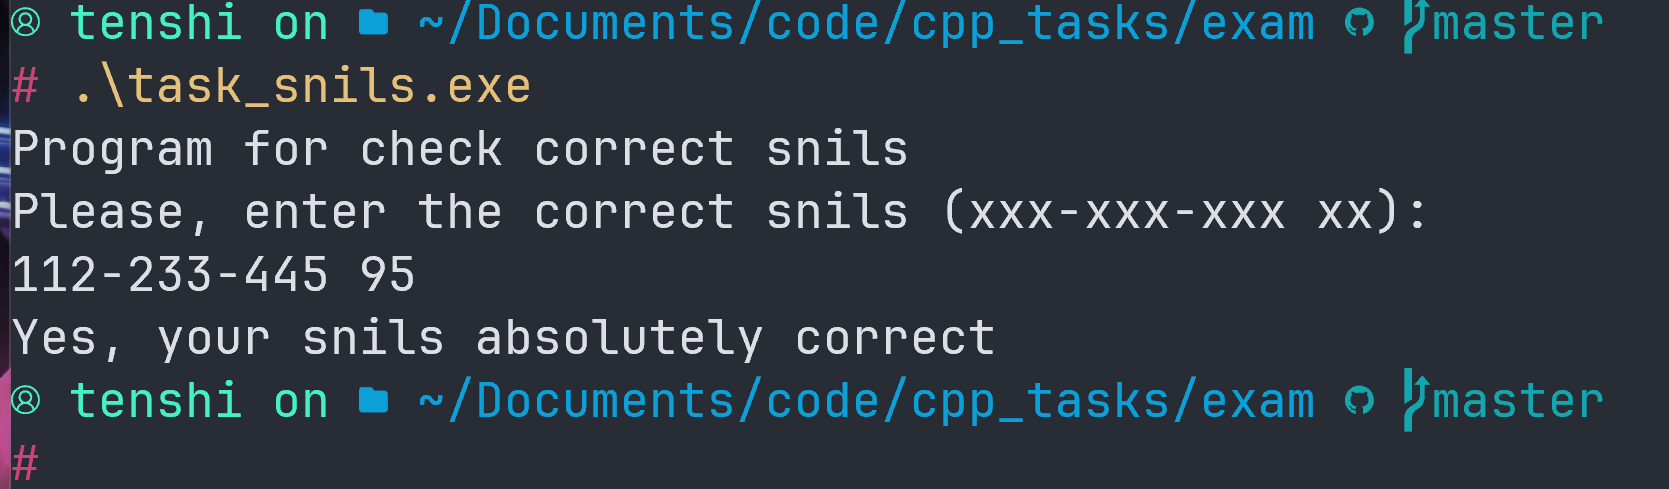 tenshi on ~/Documents/code/cpp_tasks/exam master
# .\task_snils.exe
Program for check correct snils
Please, enter the correct snils (xxx-xxx-xxx xx):
112-233-445 95
Yes, your snils absolutely correct
tenshi on ~/Documents/code/cpp_tasks/exam master
#